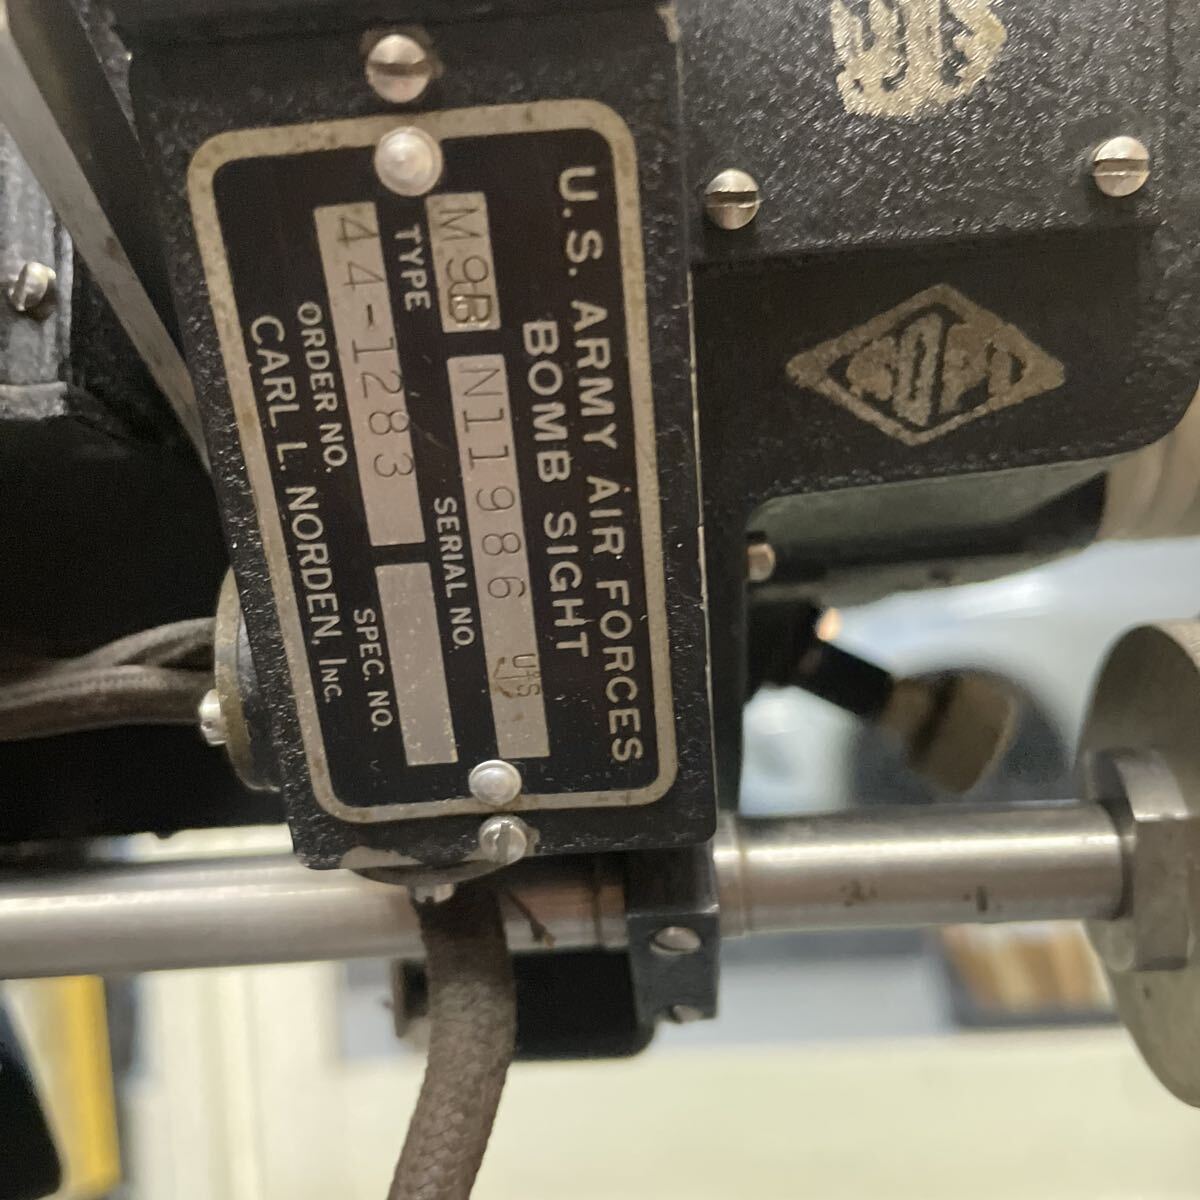 U.S. ARMY AIR FORCES
BOMB SIGHT
M9B N11986 U S
TYPE SERIAL NO.
44-1283
ORDER NO. SPEC. NO.
CARL L. NORDEN, INC.